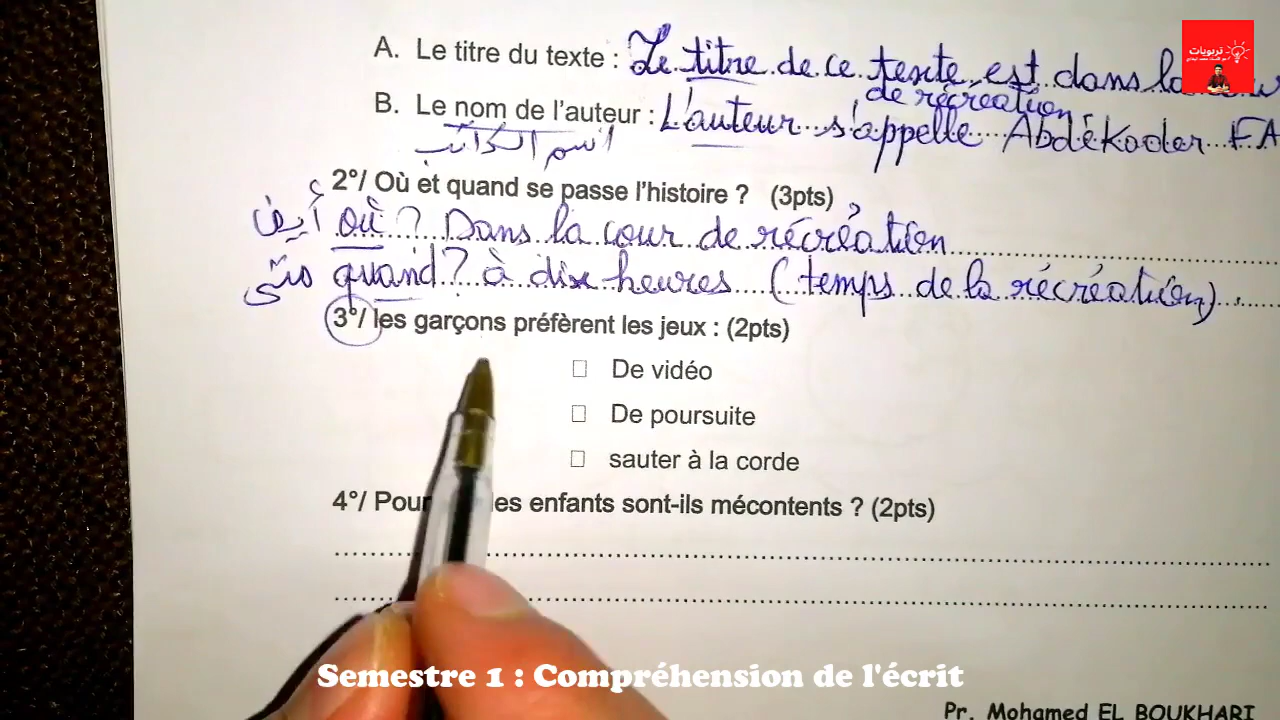 A. Le titre du texte : Le titre de ce texte est dans la cour
de récréation
B. Le nom de l'auteur : L'auteur s'appelle Abdékader FA
اسم الكاتب
2°/ Où et quand se passe l'histoire ? (3pts)
أين où ? Dans la cour de récréation
متى quand ? à dix heures (temps de la récréation)
3°/ les garçons préfèrent les jeux : (2pts)
□ De vidéo
□ De poursuite
□ sauter à la corde
4°/ Pour les enfants sont-ils mécontents ? (2pts)
Semestre 1 : Compréhension de l'écrit
Pr. Mohamed EL BOUKHARI
تربويات